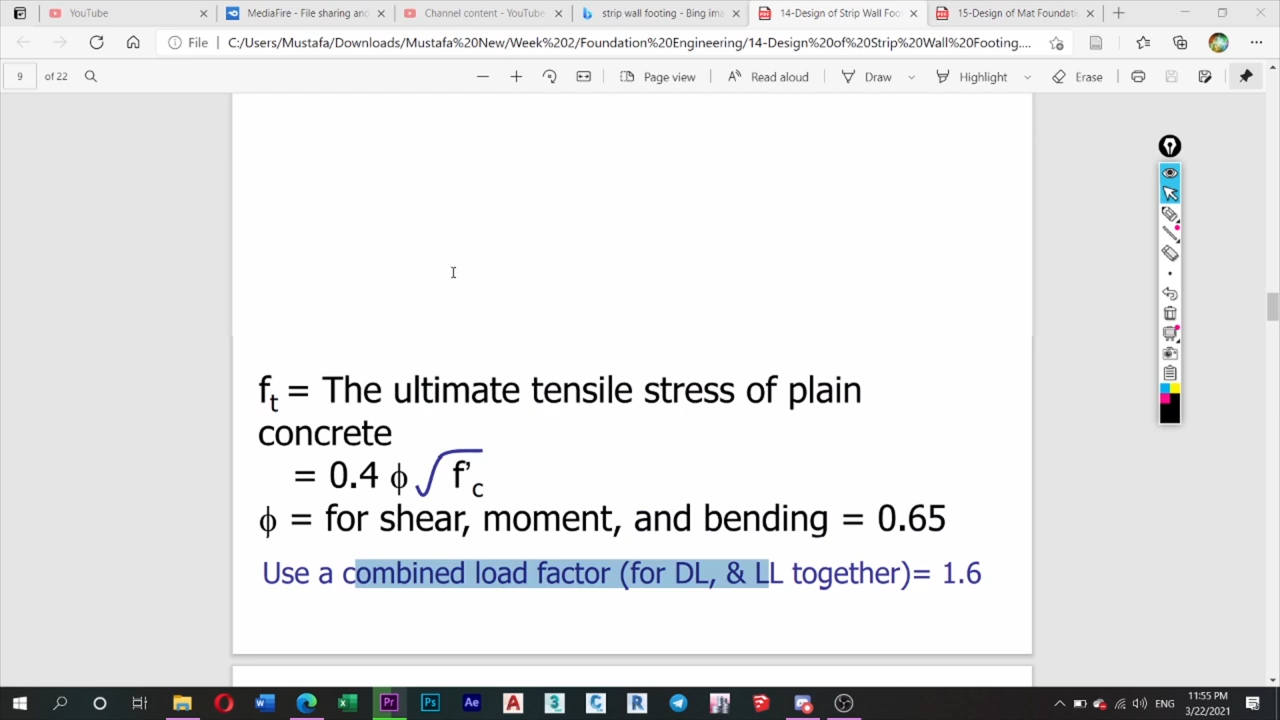 YouTube
MediaFire - File sharing and
Channel content - YouTube
strip wall footing - Bing ima
14-Design of Strip Wall Foo
15-Design of Mat Foundati
File
C:/Users/Mustafa/Downloads/Mustafa%20New/Week%202/Foundation%20Engineering/14-Design%20of%20Strip%20Wall%20Footing....
9 of 22
Page view
Read aloud
Draw
Highlight
Erase
ft = The ultimate tensile stress of plain
concrete
= 0.4 ϕ √ f'c
ϕ = for shear, moment, and bending = 0.65
Use a combined load factor (for DL, & LL together)= 1.6
W
Pr
Ps
Ae
A
3
C
R
ENG
11:55 PM
3/22/2021